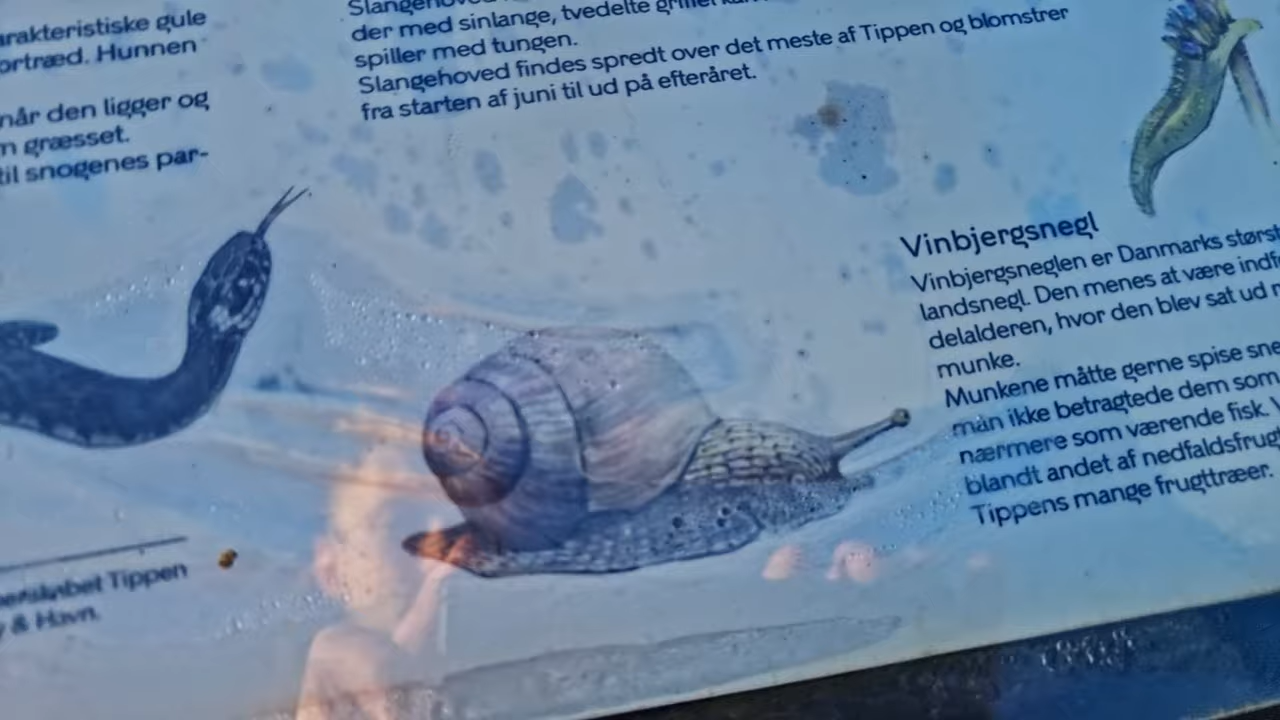 arakteristiske gule
ortræd. Hunnen
når den ligger og
m græsset.
til snogenes par-
Slangehoved
der med sinlange, tvedelte
spiller med tungen.
Slangehoved findes spredt over det meste af Tippen og blomstrer
fra starten af juni til ud på efteråret.
Vinbjergsnegl
Vinbjergsneglen er Danmarks størst
landsnegl. Den menes at være indf
delalderen, hvor den blev sat ud
munke.
Munkene måtte gerne spise sne
man ikke betragtede dem som
nærmere som værende fisk.
blandt andet af nedfaldsfrugt
Tippens mange frugttræer.
Tippen
& Havn.